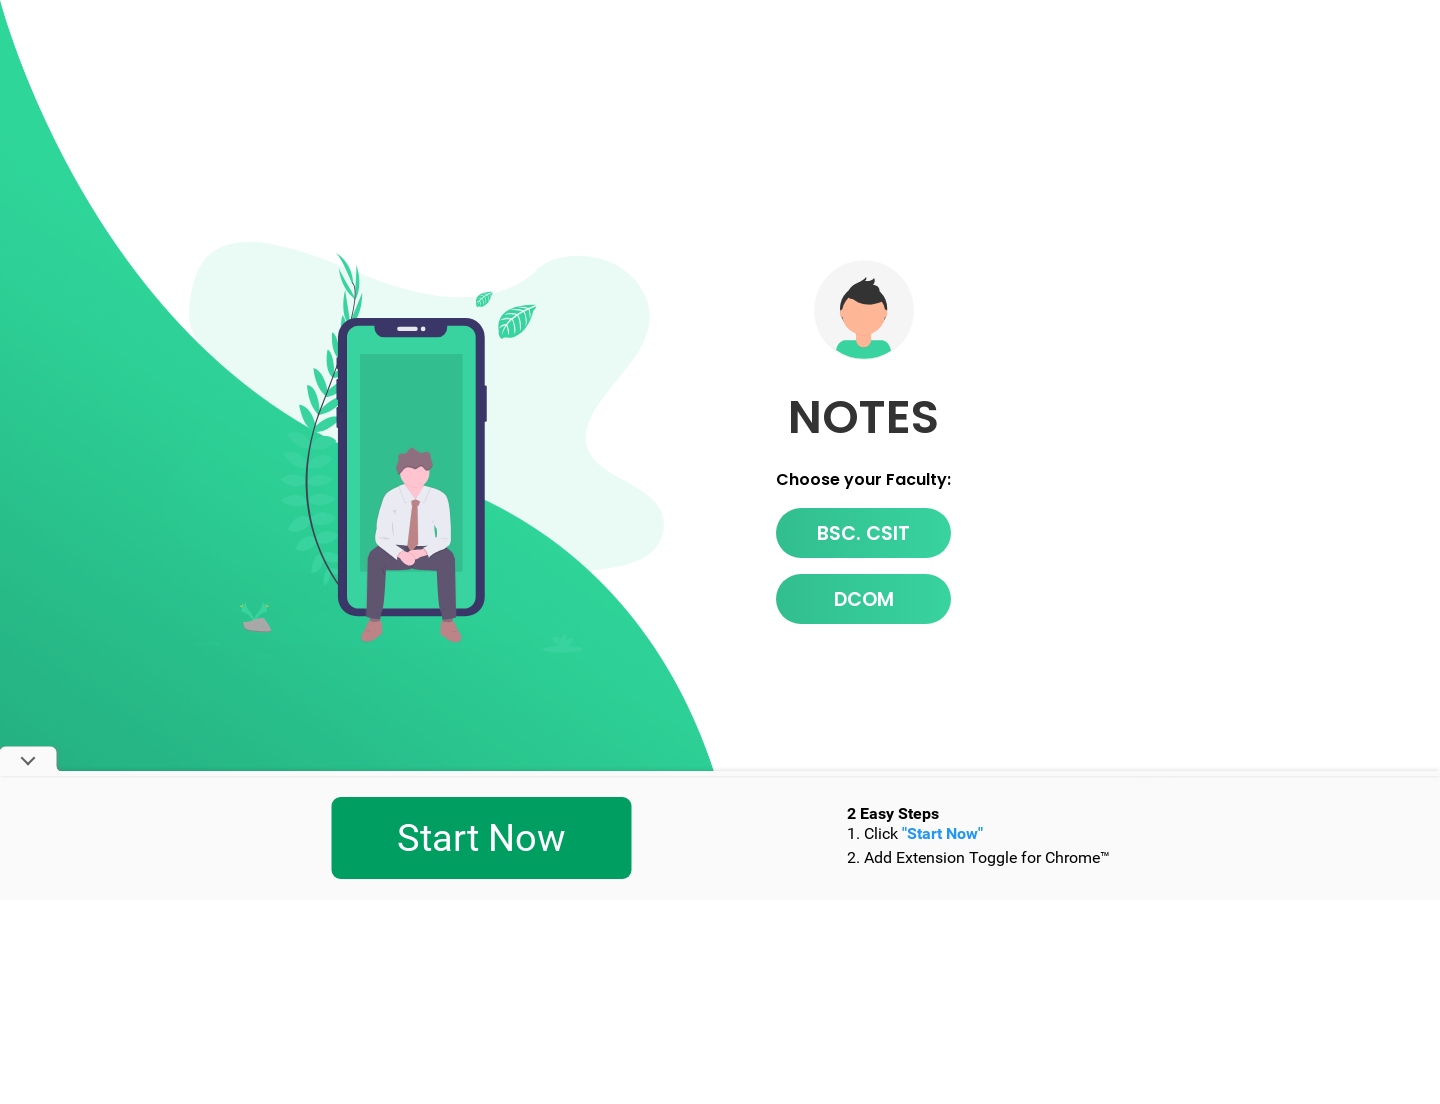 NOTES
Choose your Faculty:
BSC. CSIT
DCOM
Start Now
2 Easy Steps
1. Click "Start Now"
2. Add Extension Toggle for Chrome™